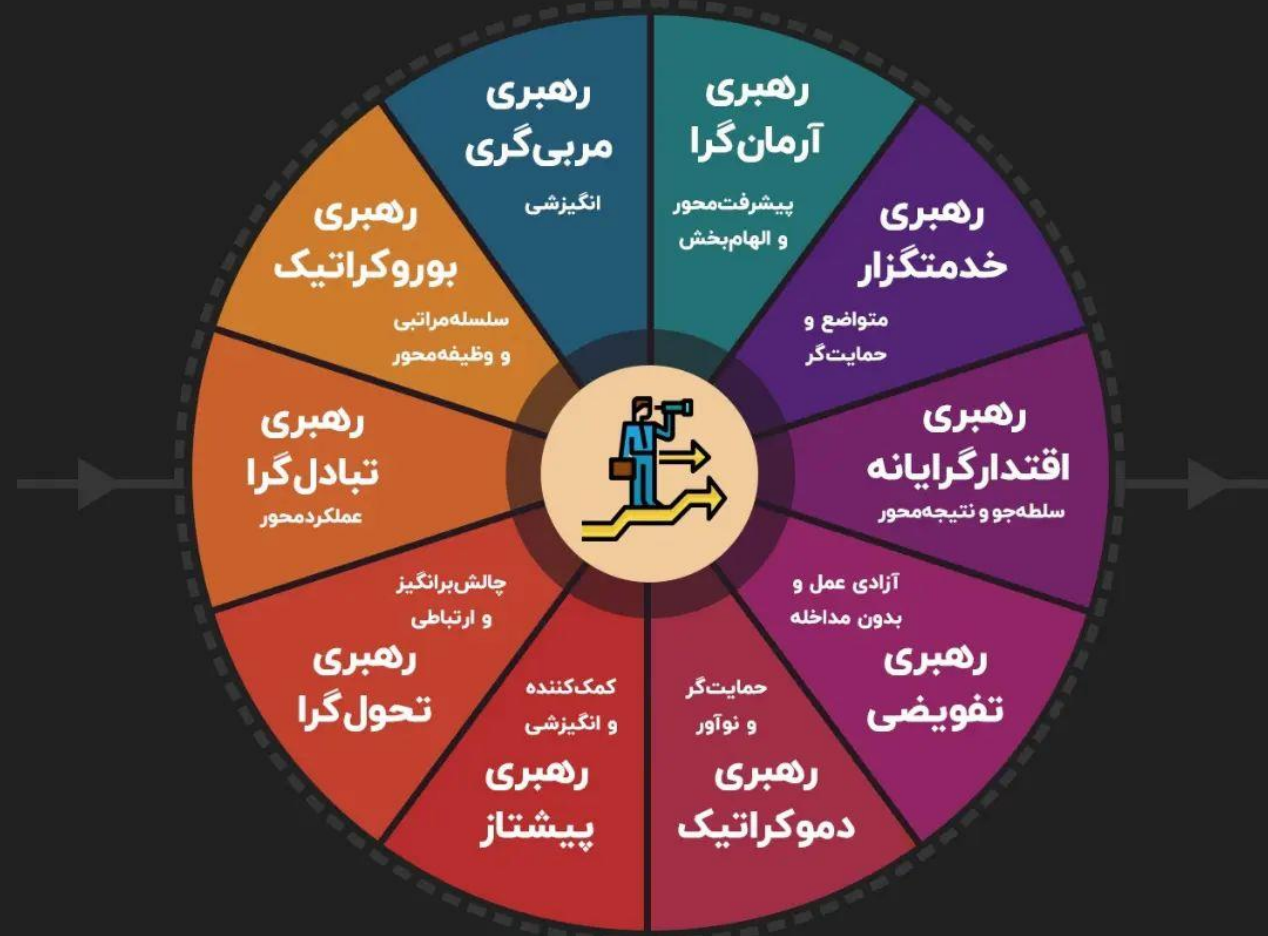 رهبری
آرمان‌گرا
پیشرفت‌محور
و الهام‌بخش
رهبری
خدمتگزار
متواضع و
حمایت‌گر
رهبری
اقتدارگرایانه
سلطه‌جو و نتیجه‌محور
آزادی عمل و
بدون مداخله
رهبری
تفویضی
حمایت‌گر
و نوآور
رهبری
دموکراتیک
کمک‌کننده
و انگیزشی
رهبری
پیشتاز
چالش‌برانگیز
و ارتباطی
رهبری
تحول‌گرا
رهبری
تبادل‌گرا
عملکردمحور
رهبری
بوروکراتیک
سلسله‌مراتبی
و وظیفه‌محور
رهبری
مربی‌گری
انگیزشی